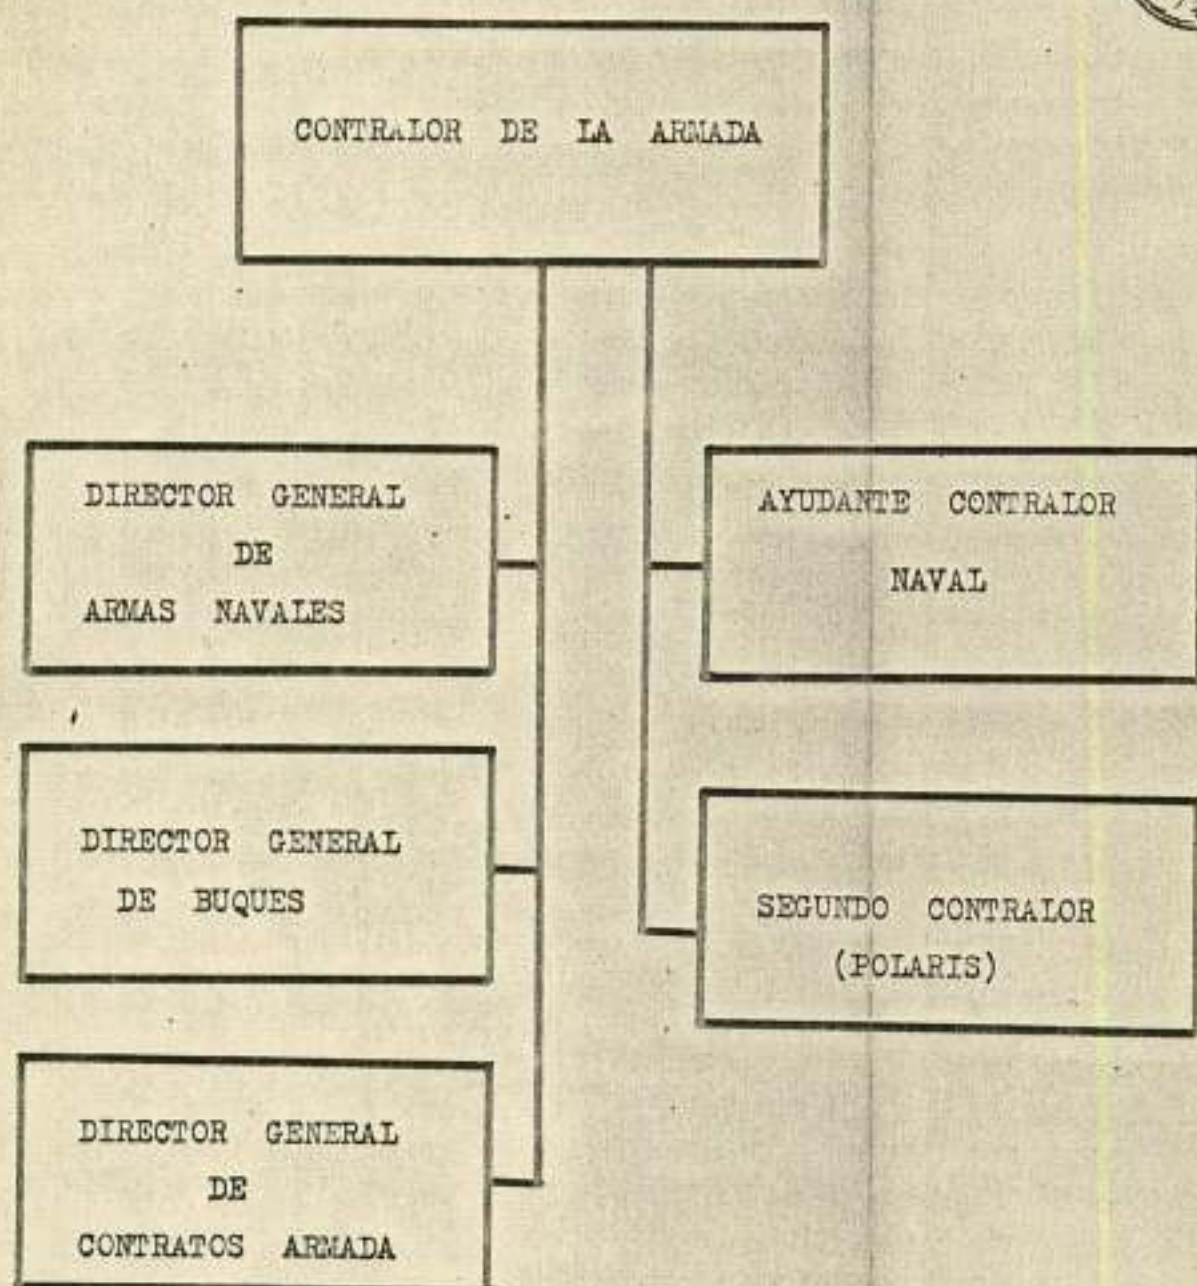 CONTRALOR DE LA ARMADA
DIRECTOR GENERAL
DE
ARMAS NAVALES
AYUDANTE CONTRALOR
NAVAL
DIRECTOR GENERAL
DE BUQUES
SEGUNDO CONTRALOR
(POLARIS)
DIRECTOR GENERAL
DE
CONTRATOS ARMADA